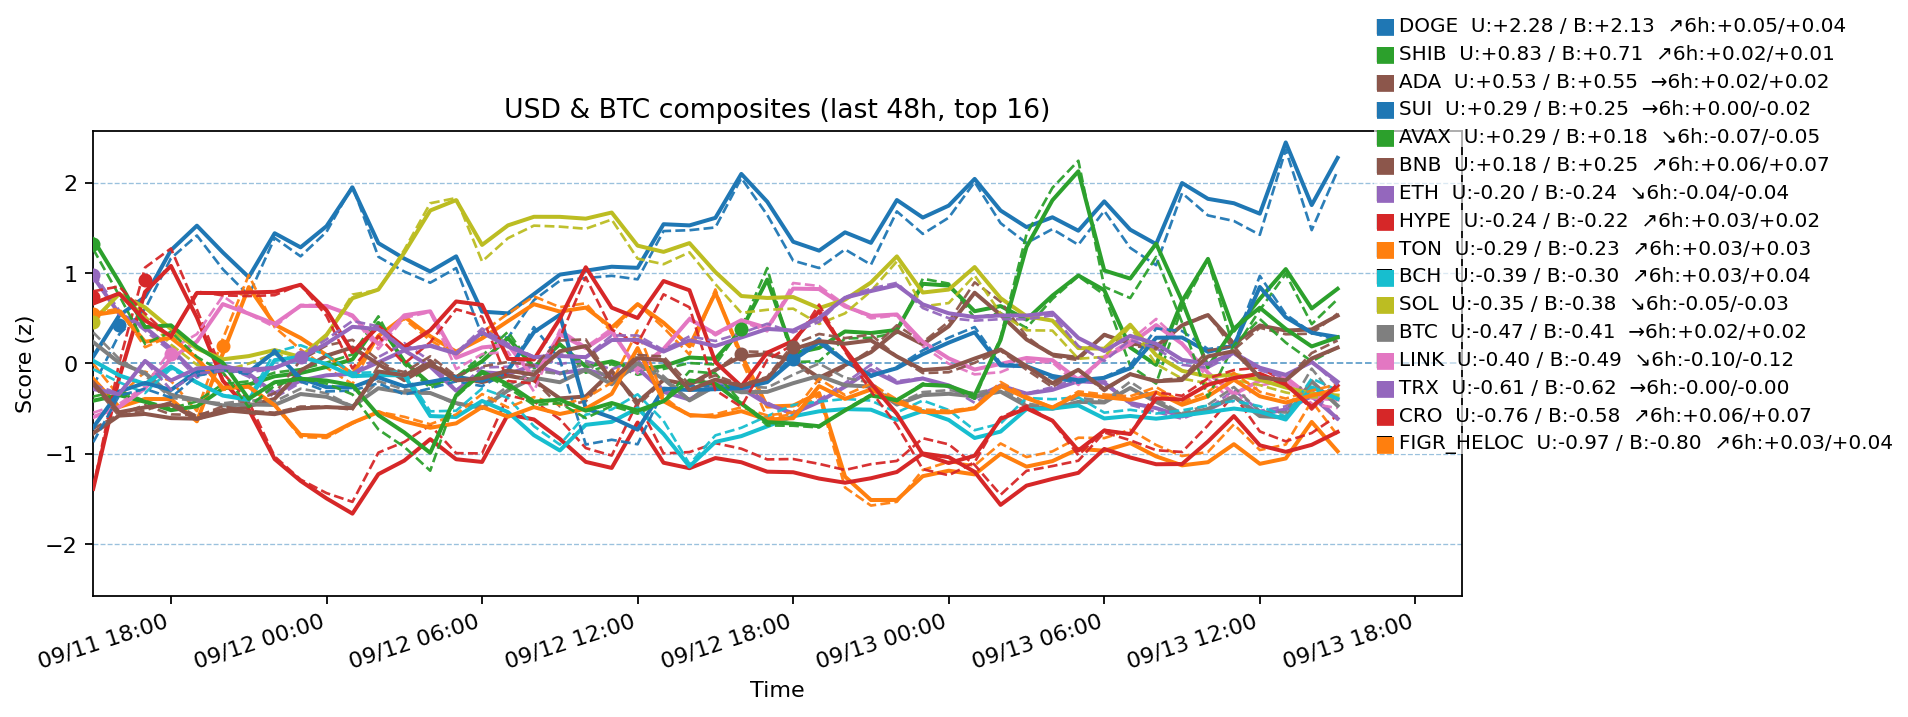 DOGE  U:+2.28 / B:+2.13  ↗6h:+0.05/+0.04
SHIB  U:+0.83 / B:+0.71  ↗6h:+0.02/+0.01
ADA  U:+0.53 / B:+0.55  →6h:+0.02/+0.02
SUI  U:+0.29 / B:+0.25  →6h:+0.00/-0.02
AVAX  U:+0.29 / B:+0.18  ↘6h:-0.07/-0.05
BNB  U:+0.18 / B:+0.25  ↗6h:+0.06/+0.07
ETH  U:-0.20 / B:-0.24  ↘6h:-0.04/-0.04
HYPE  U:-0.24 / B:-0.22  ↗6h:+0.03/+0.02
TON  U:-0.29 / B:-0.23  ↗6h:+0.03/+0.03
BCH  U:-0.39 / B:-0.30  ↗6h:+0.03/+0.04
SOL  U:-0.35 / B:-0.38  ↘6h:-0.05/-0.03
BTC  U:-0.47 / B:-0.41  →6h:+0.02/+0.02
LINK  U:-0.40 / B:-0.49  ↘6h:-0.10/-0.12
TRX  U:-0.61 / B:-0.62  →6h:-0.00/-0.00
CRO  U:-0.76 / B:-0.58  ↗6h:+0.06/+0.07
FIGR_HELOC  U:-0.97 / B:-0.80  ↗6h:+0.03/+0.04
USD & BTC composites (last 48h, top 16)
Score (z)
2
1
0
−1
−2
09/11 18:00
09/12 00:00
09/12 06:00
09/12 12:00
09/12 18:00
09/13 00:00
09/13 06:00
09/13 12:00
09/13 18:00
Time